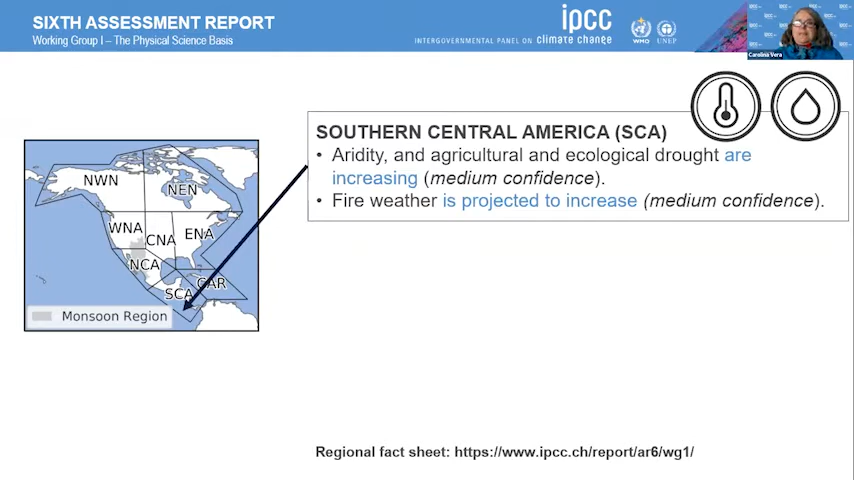 SIXTH ASSESSMENT REPORT
Working Group I – The Physical Science Basis
ipcc
INTERGOVERNMENTAL PANEL ON climate change
WMO
UNEP
Carolina Vera
SOUTHERN CENTRAL AMERICA (SCA)
• Aridity, and agricultural and ecological drought are
increasing (medium confidence).
• Fire weather is projected to increase (medium confidence).
NWN
NEN
WNA
CNA
ENA
NCA
CAR
SCA
Monsoon Region
Regional fact sheet: https://www.ipcc.ch/report/ar6/wg1/